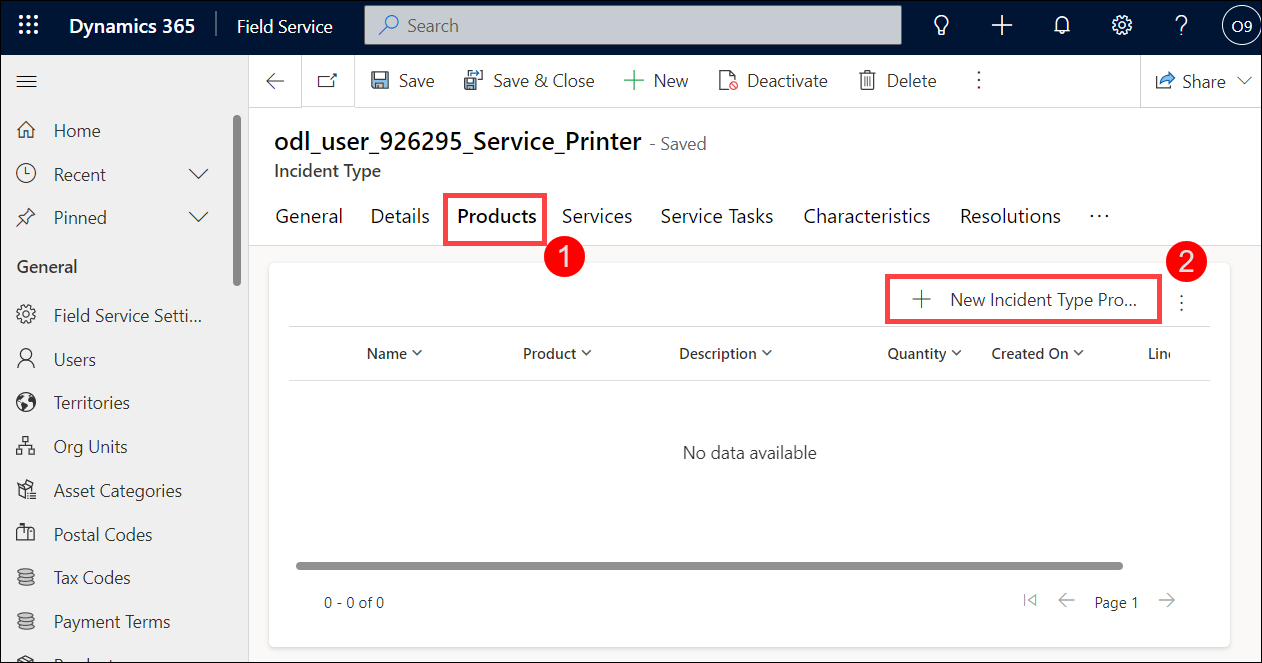 Dynamics 365 Field Service Search O9
Save Save & Close New Deactivate Delete Share
Home
Recent
Pinned
General
Field Service Setti...
Users
Territories
Org Units
Asset Categories
Postal Codes
Tax Codes
Payment Terms
odl_user_926295_Service_Printer - Saved
Incident Type
General Details Products Services Service Tasks Characteristics Resolutions ...
1
2
New Incident Type Pro...
Name Product Description Quantity Created On
No data available
0 - 0 of 0 Page 1